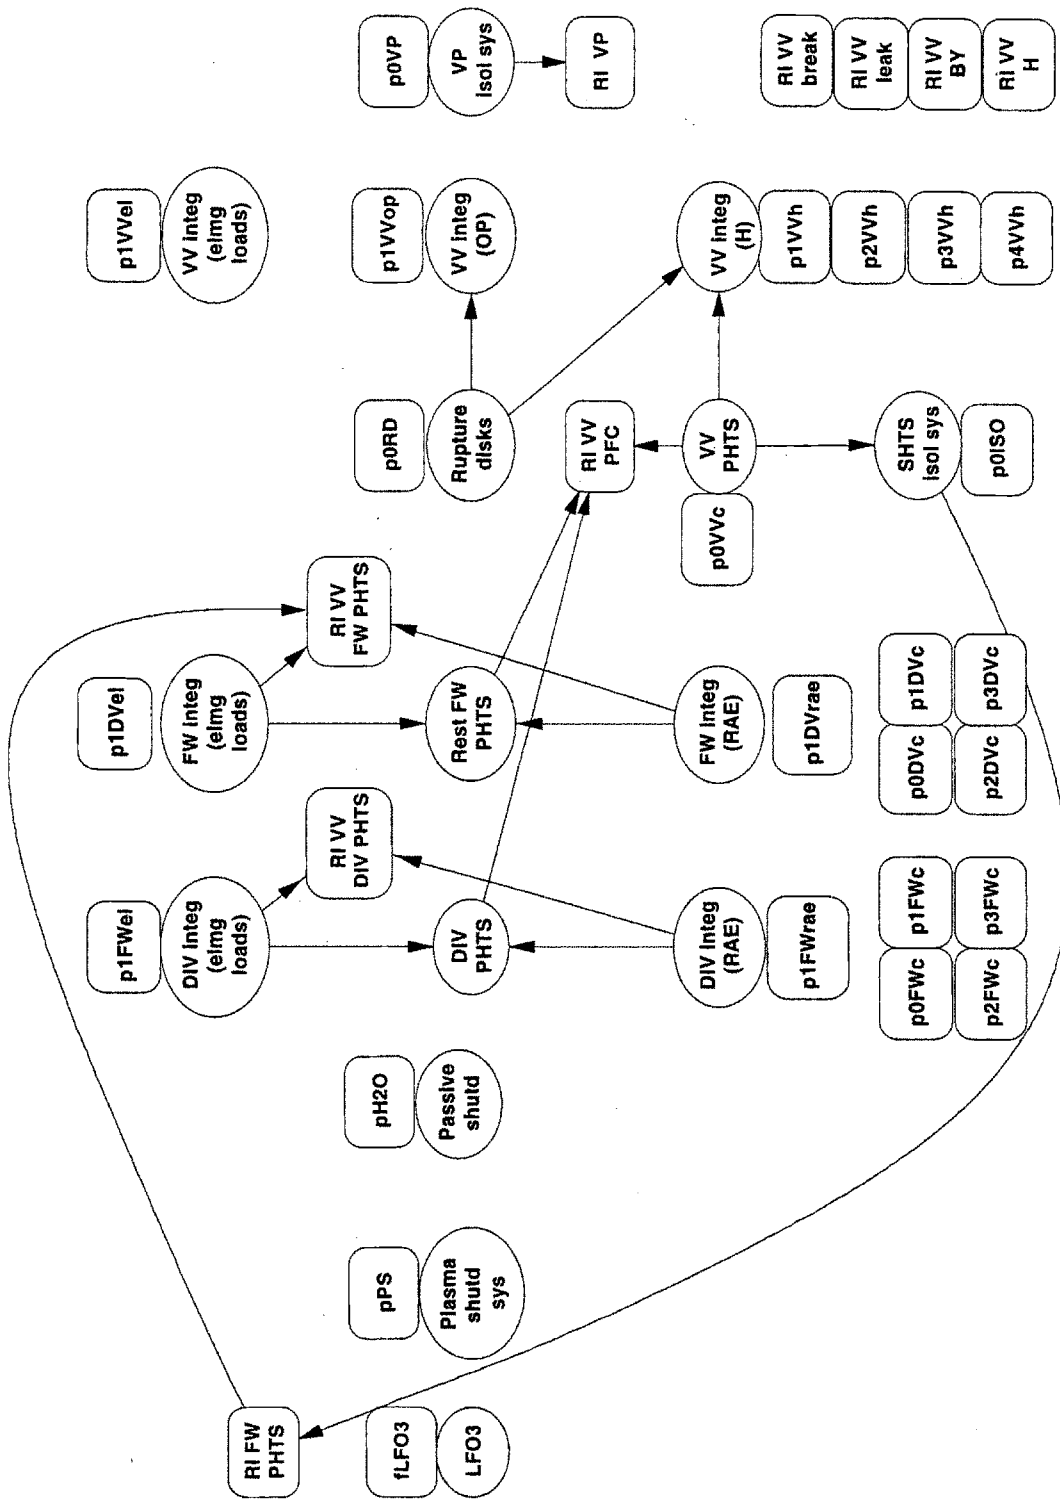 RI FW
PHTS
fLFO3
LFO3
pPS
Plasma
shutd
sys
pH2O
Passive
shutd
p1FWel
DIV integ
(elmg
loads)
RI VV
DIV PHTS
DIV
PHTS
DIV integ
(RAE)
p1FWrae
p0FWc
p1FWc
p2FWc
p3FWc
p1DVel
FW integ
(elmg
loads)
RI VV
FW PHTS
Rest FW
PHTS
FW integ
(RAE)
p1DVrae
p0DVc
p1DVc
p2DVc
p3DVc
p0RD
Rupture
disks
RI VV
PFC
p0VVc
VV
PHTS
SHTS
isol sys
p0ISO
p1VVel
VV integ
(elmg
loads)
p1VVop
VV integ
(OP)
VV integ
(H)
p1VVh
p2VVh
p3VVh
p4VVh
p0VP
VP
isol sys
RI VP
RI VV
break
RI VV
leak
RI VV
BY
RI VV
H